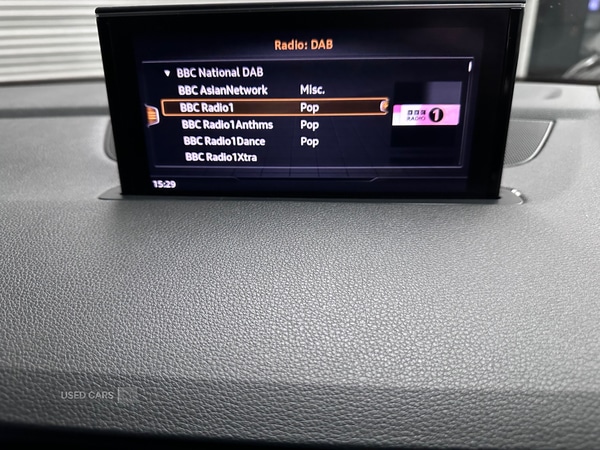 Radio: DAB
▼ BBC National DAB
BBC AsianNetwork Misc.
BBC Radio1 Pop
BBC Radio1Anthms Pop
BBC Radio1Dance Pop
BBC Radio1Xtra
BBC RADIO 1
15:29
USED CARS